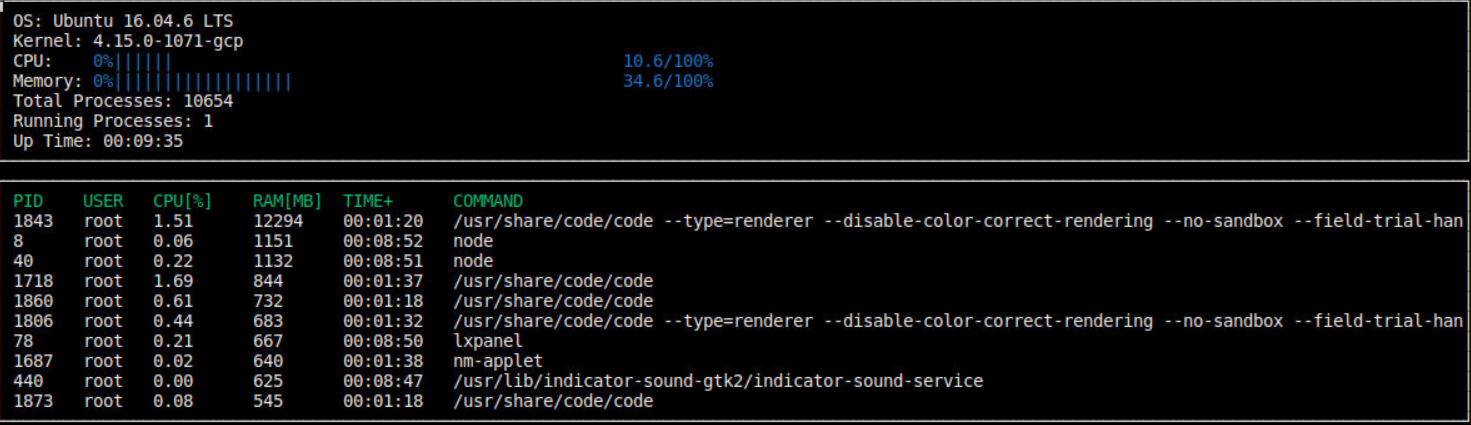 OS: Ubuntu 16.04.6 LTS
Kernel: 4.15.0-1071-gcp
CPU: 0%|||||| 10.6/100%
Memory: 0%|||||||||||||||||| 34.6/100%
Total Processes: 10654
Running Processes: 1
Up Time: 00:09:35
PID USER CPU[%] RAM[MB] TIME+ COMMAND
1843 root 1.51 12294 00:01:20 /usr/share/code/code --type=renderer --disable-color-correct-rendering --no-sandbox --field-trial-han
8 root 0.06 1151 00:08:52 node
40 root 0.22 1132 00:08:51 node
1718 root 1.69 844 00:01:37 /usr/share/code/code
1860 root 0.61 732 00:01:18 /usr/share/code/code
1806 root 0.44 683 00:01:32 /usr/share/code/code --type=renderer --disable-color-correct-rendering --no-sandbox --field-trial-han
78 root 0.21 667 00:08:50 lxpanel
1687 root 0.02 640 00:01:38 nm-applet
440 root 0.00 625 00:08:47 /usr/lib/indicator-sound-gtk2/indicator-sound-service
1873 root 0.08 545 00:01:18 /usr/share/code/code